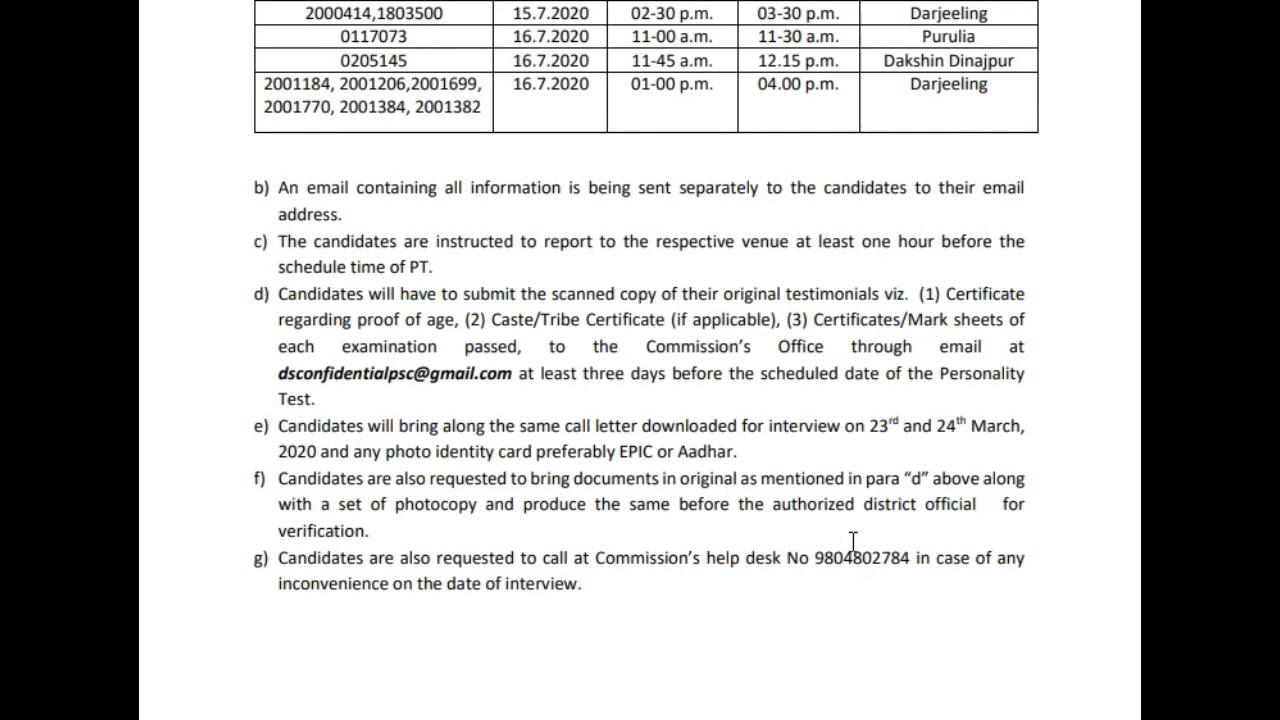 2000414,1803500 15.7.2020 02-30 p.m. 03-30 p.m. Darjeeling
0117073 16.7.2020 11-00 a.m. 11-30 a.m. Purulia
0205145 16.7.2020 11-45 a.m. 12.15 p.m. Dakshin Dinajpur
2001184, 2001206,2001699, 16.7.2020 01-00 p.m. 04.00 p.m. Darjeeling
2001770, 2001384, 2001382
b) An email containing all information is being sent separately to the candidates to their email
address.
c) The candidates are instructed to report to the respective venue at least one hour before the
schedule time of PT.
d) Candidates will have to submit the scanned copy of their original testimonials viz. (1) Certificate
regarding proof of age, (2) Caste/Tribe Certificate (if applicable), (3) Certificates/Mark sheets of
each examination passed, to the Commission’s Office through email at
dsconfidentialpsc@gmail.com at least three days before the scheduled date of the Personality
Test.
e) Candidates will bring along the same call letter downloaded for interview on 23rd and 24th March,
2020 and any photo identity card preferably EPIC or Aadhar.
f) Candidates are also requested to bring documents in original as mentioned in para “d” above along
with a set of photocopy and produce the same before the authorized district official for
verification.
g) Candidates are also requested to call at Commission’s help desk No 9804802784 in case of any
inconvenience on the date of interview.